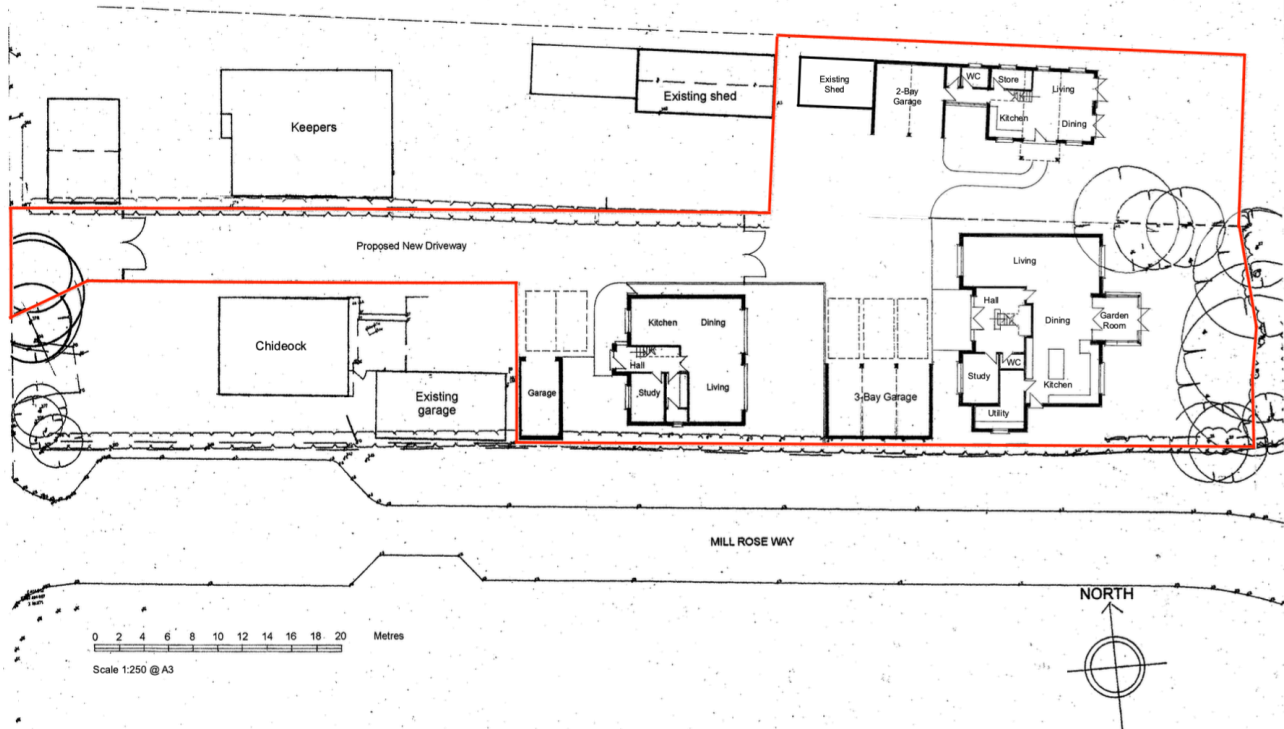 Keepers
Existing shed
Existing
Shed
2-Bay
Garage
WC
Store
Living
Kitchen
Dining
Proposed New Driveway
Chideock
Existing
garage
Garage
Kitchen
Dining
Hall
Study
Living
3-Bay Garage
Living
Hall
Dining
Garden
Room
WC
Study
Kitchen
Utility
MILL ROSE WAY
NORTH
0 2 4 6 8 10 12 14 16 18 20 Metres
Scale 1:250 @ A3